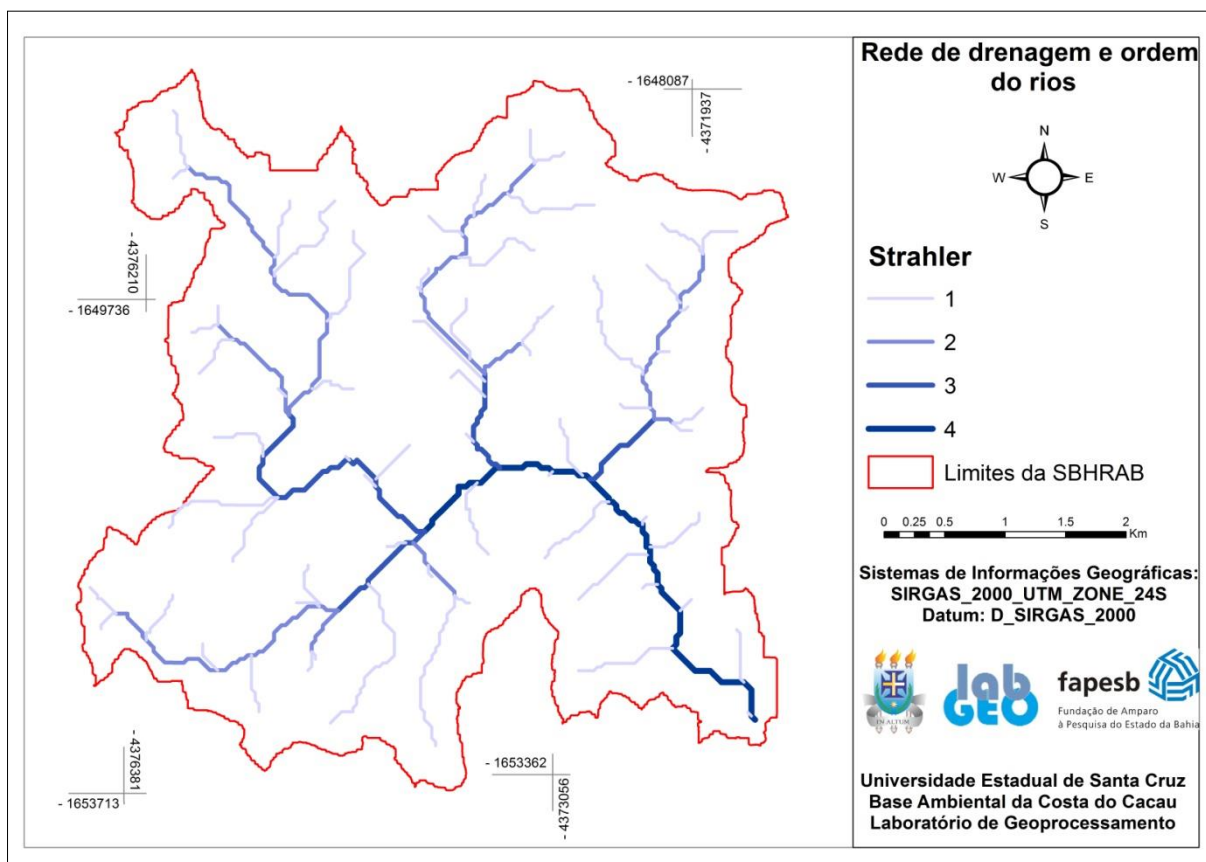 - 1648087
- 4371937
- 4376210
- 1649736
- 4376381
- 1653713
- 1653362
- 4373056
Rede de drenagem e ordem
do rios
N
W E
S
Strahler
1
2
3
4
Limites da SBHRAB
0 0.25 0.5 1 1.5 2
Km
Sistemas de Informações Geográficas:
SIRGAS_2000_UTM_ZONE_24S
Datum: D_SIRGAS_2000
IN ALTUM
lab
GEO
fapesb
Fundação de Amparo
à Pesquisa do Estado da Bahia
Universidade Estadual de Santa Cruz
Base Ambiental da Costa do Cacau
Laboratório de Geoprocessamento